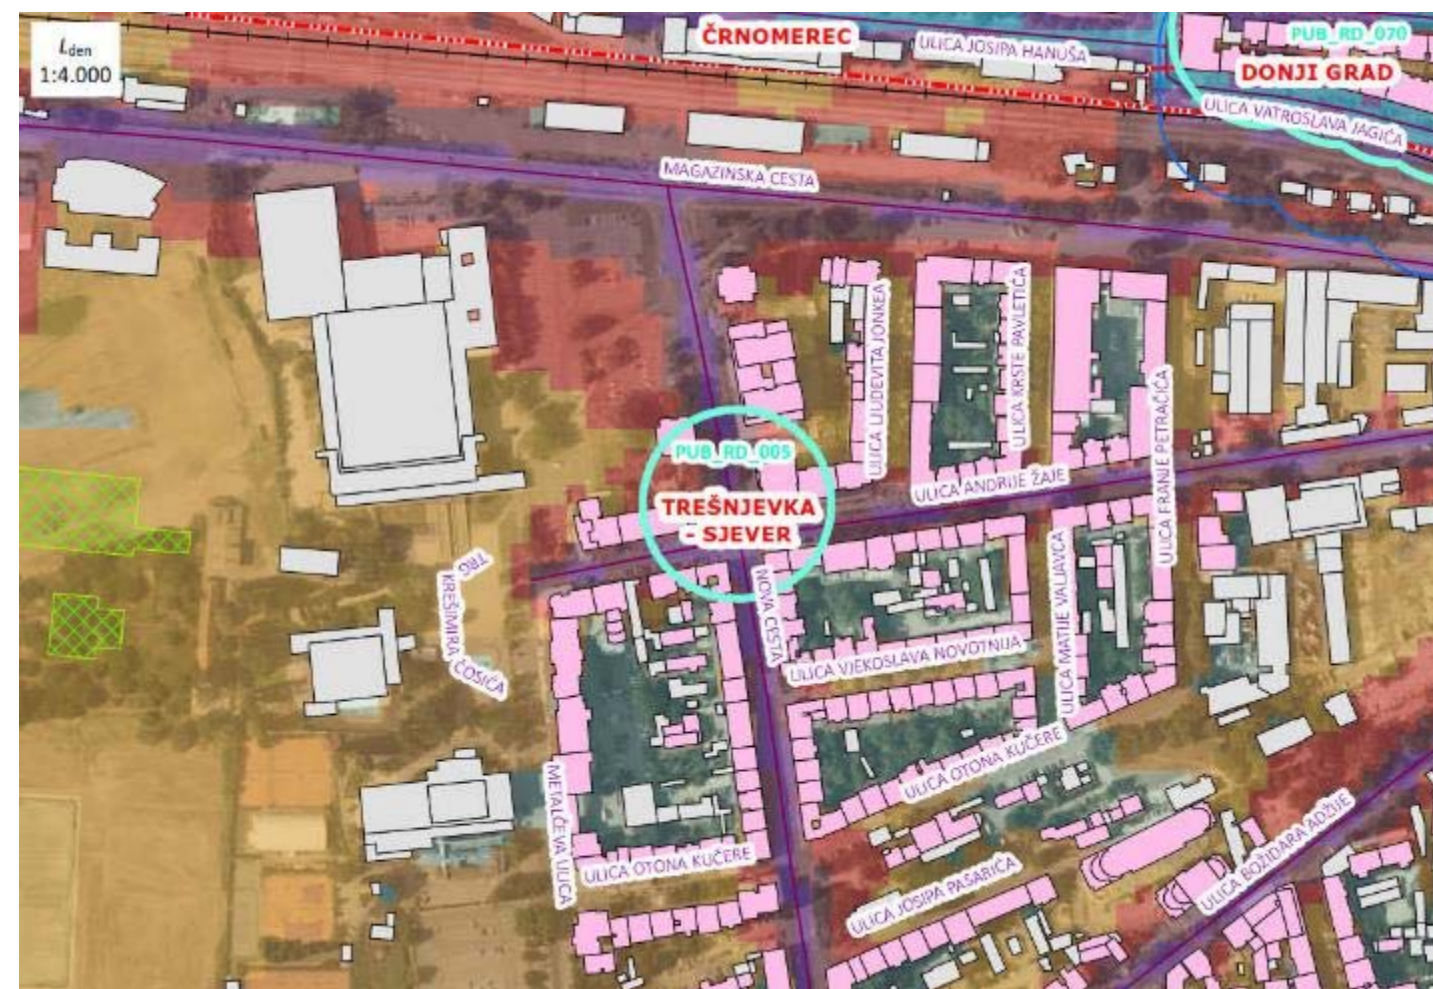 Lden
1:4.000
ČRNOMEREC
ULICA JOSIPA HANUŠA
PUB_RD_070
DONJI GRAD
ULICA VATROSLAVA JAGIĆA
MAGAZINSKA CESTA
ULICA LJUDEVITA JONKEA
ULICA KRSTE PAVLETIĆA
ULICA FRANJE PETRAČIĆA
PUB_RD_005
TREŠNJEVKA
- SJEVER
ULICA ANDRIJE ŽAJE
TRG
KREŠIMIRA ĆOSIĆA
NOVA CESTA
ULICA MATIJE VALJAVCA
ULICA VJEKOSLAVA NOVOTNIJA
ULICA OTONA KUČERE
METALČEVA ULICA
ULICA OTONA KUČERE
ULICA JOSIPA PASARIĆA
ULICA BOŽIDARA ADŽIJE